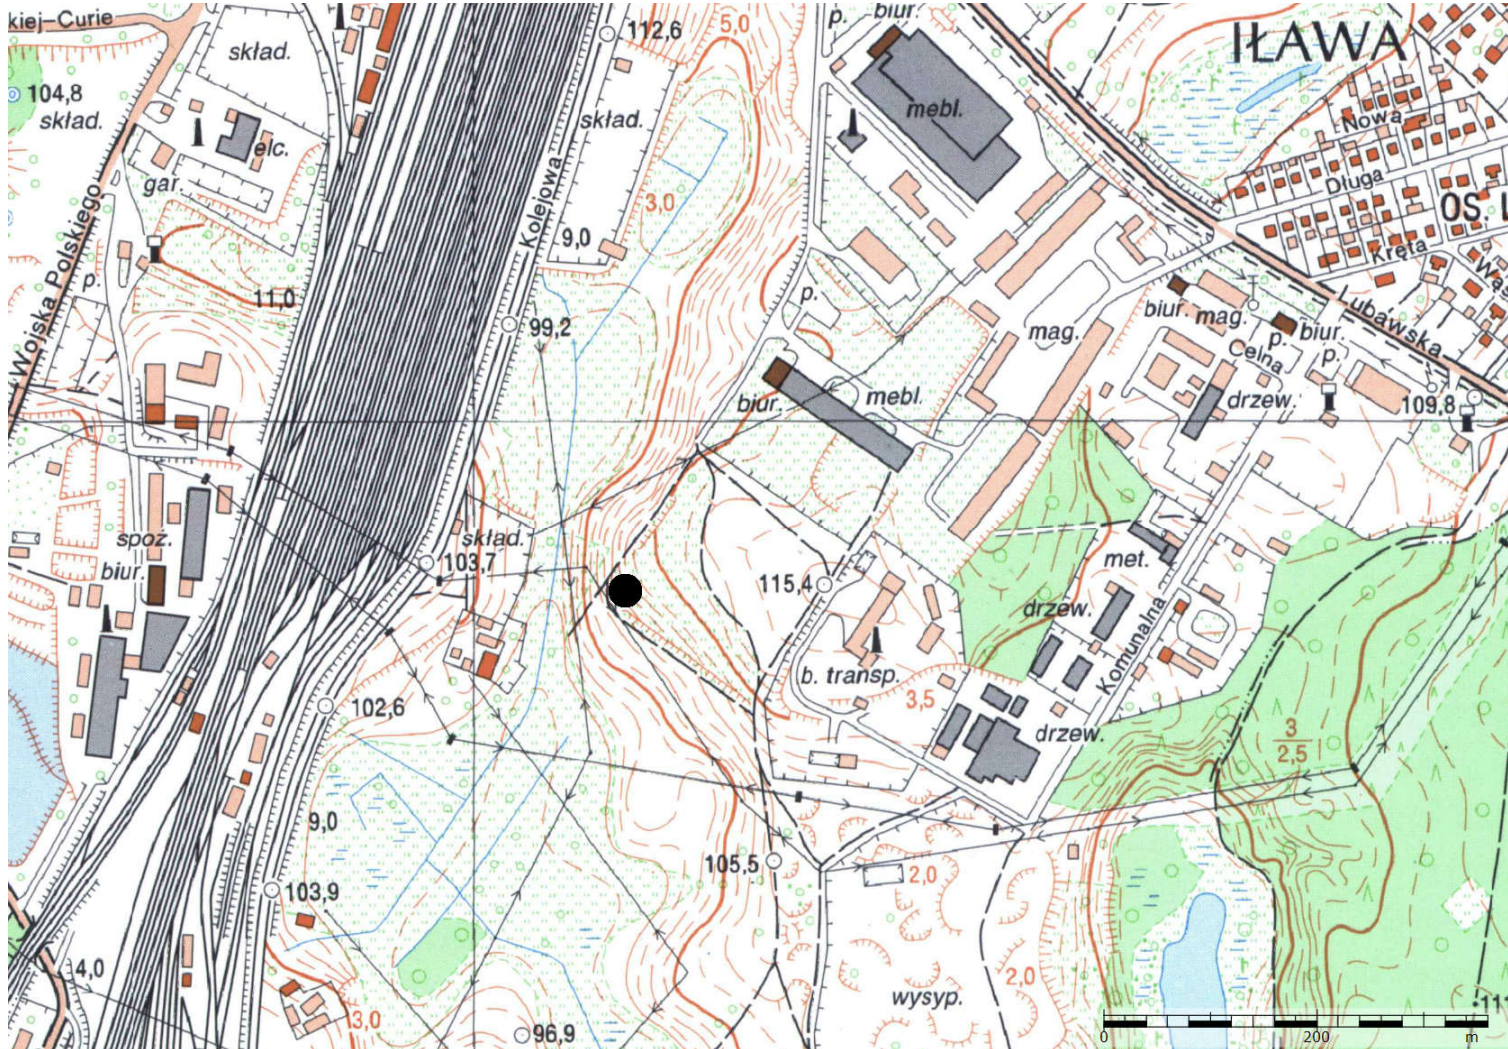 kiej–Curie
112,6
5,0
p.
biur.
IŁAWA
skład.
104,8
skład.
elc.
skład.
mebl.
Nowa
gar.
Długa
Wojska Polskiego
Kolejowa
3,0
9,0
OS. U
Kręta
p.
11,0
p.
99,2
mag.
biur.
mag.
biur.
p.
p.
Lubawska
Celna
biur.
mebl.
drzew.
109,8
spoż.
biur.
skład.
103,7
115,4
met.
drzew.
Komunalna
b. transp.
3,5
102,6
drzew.
3
2,5
9,0
105,5
2,0
103,9
4,0
wysyp.
2,0
3,0
96,9
0
200
m